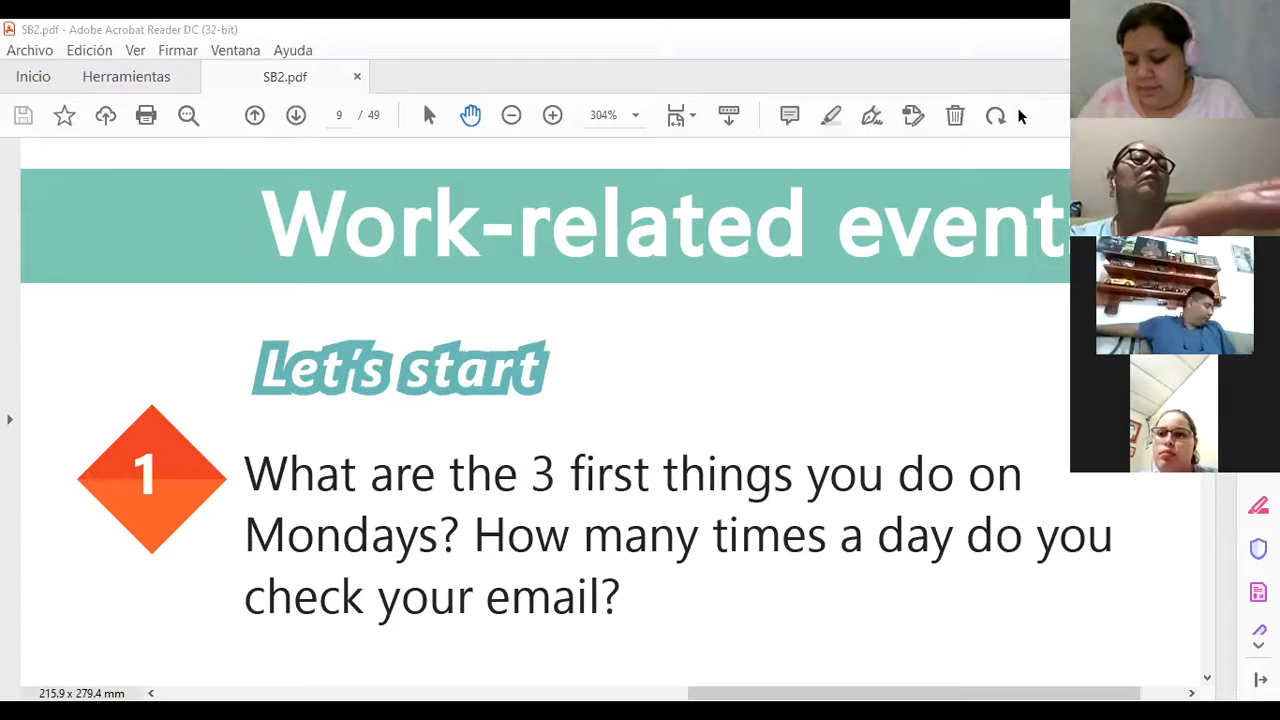 SB2.pdf - Adobe Acrobat Reader DC (32-bit)
Archivo Edición Ver Firmar Ventana Ayuda
Inicio Herramientas SB2.pdf ×
9 / 49 304%
Work-related event
Let's start
1
What are the 3 first things you do on
Mondays? How many times a day do you
check your email?
215.9 x 279.4 mm